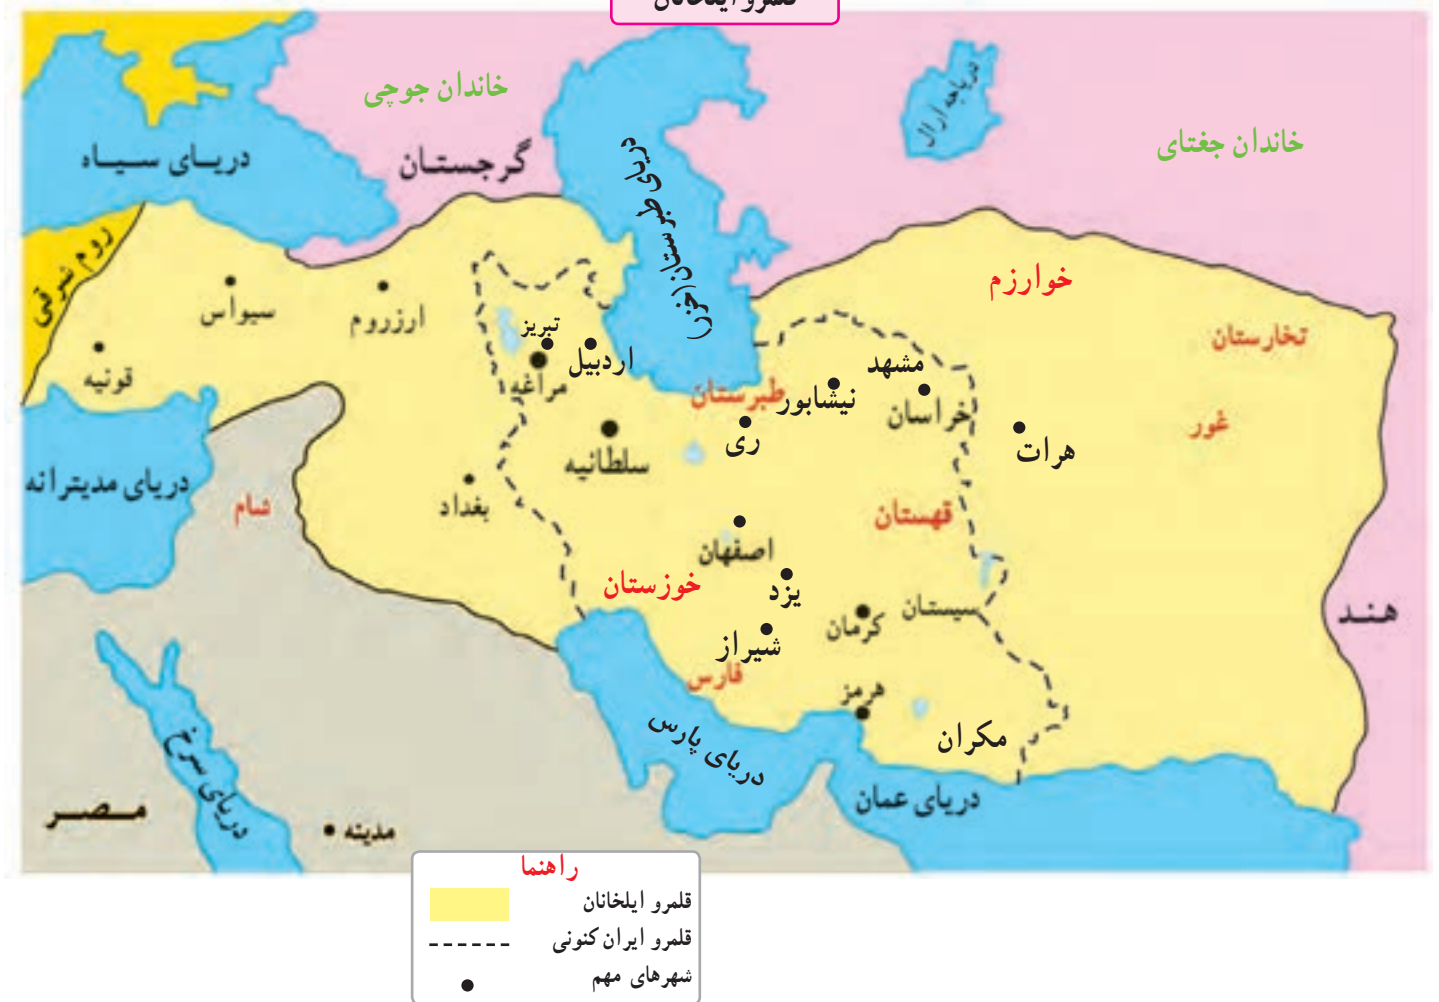 قلمرو ایلخانان
خاندان جوچی
خاندان جغتای
دریاچه آرال
دریای سیاه
گرجستان
دریای طبرستان (خزر)
روم شرقی
خوارزم
تخارستان
سیواس
ارزروم
تبریز
اردبیل
مراغه
قونیه
طبرستان
نیشابور
مشهد
خراسان
غور
هرات
ری
سلطانیه
دریای مدیترانه
شام
بغداد
قهستان
اصفهان
خوزستان
یزد
سیستان
کرمان
هند
شیراز
فارس
هرمز
مکران
دریای پارس
دریای عمان
دریای سرخ
مصر
مدینه
راهنما
قلمرو ایلخانان
قلمرو ایران کنونی
شهرهای مهم